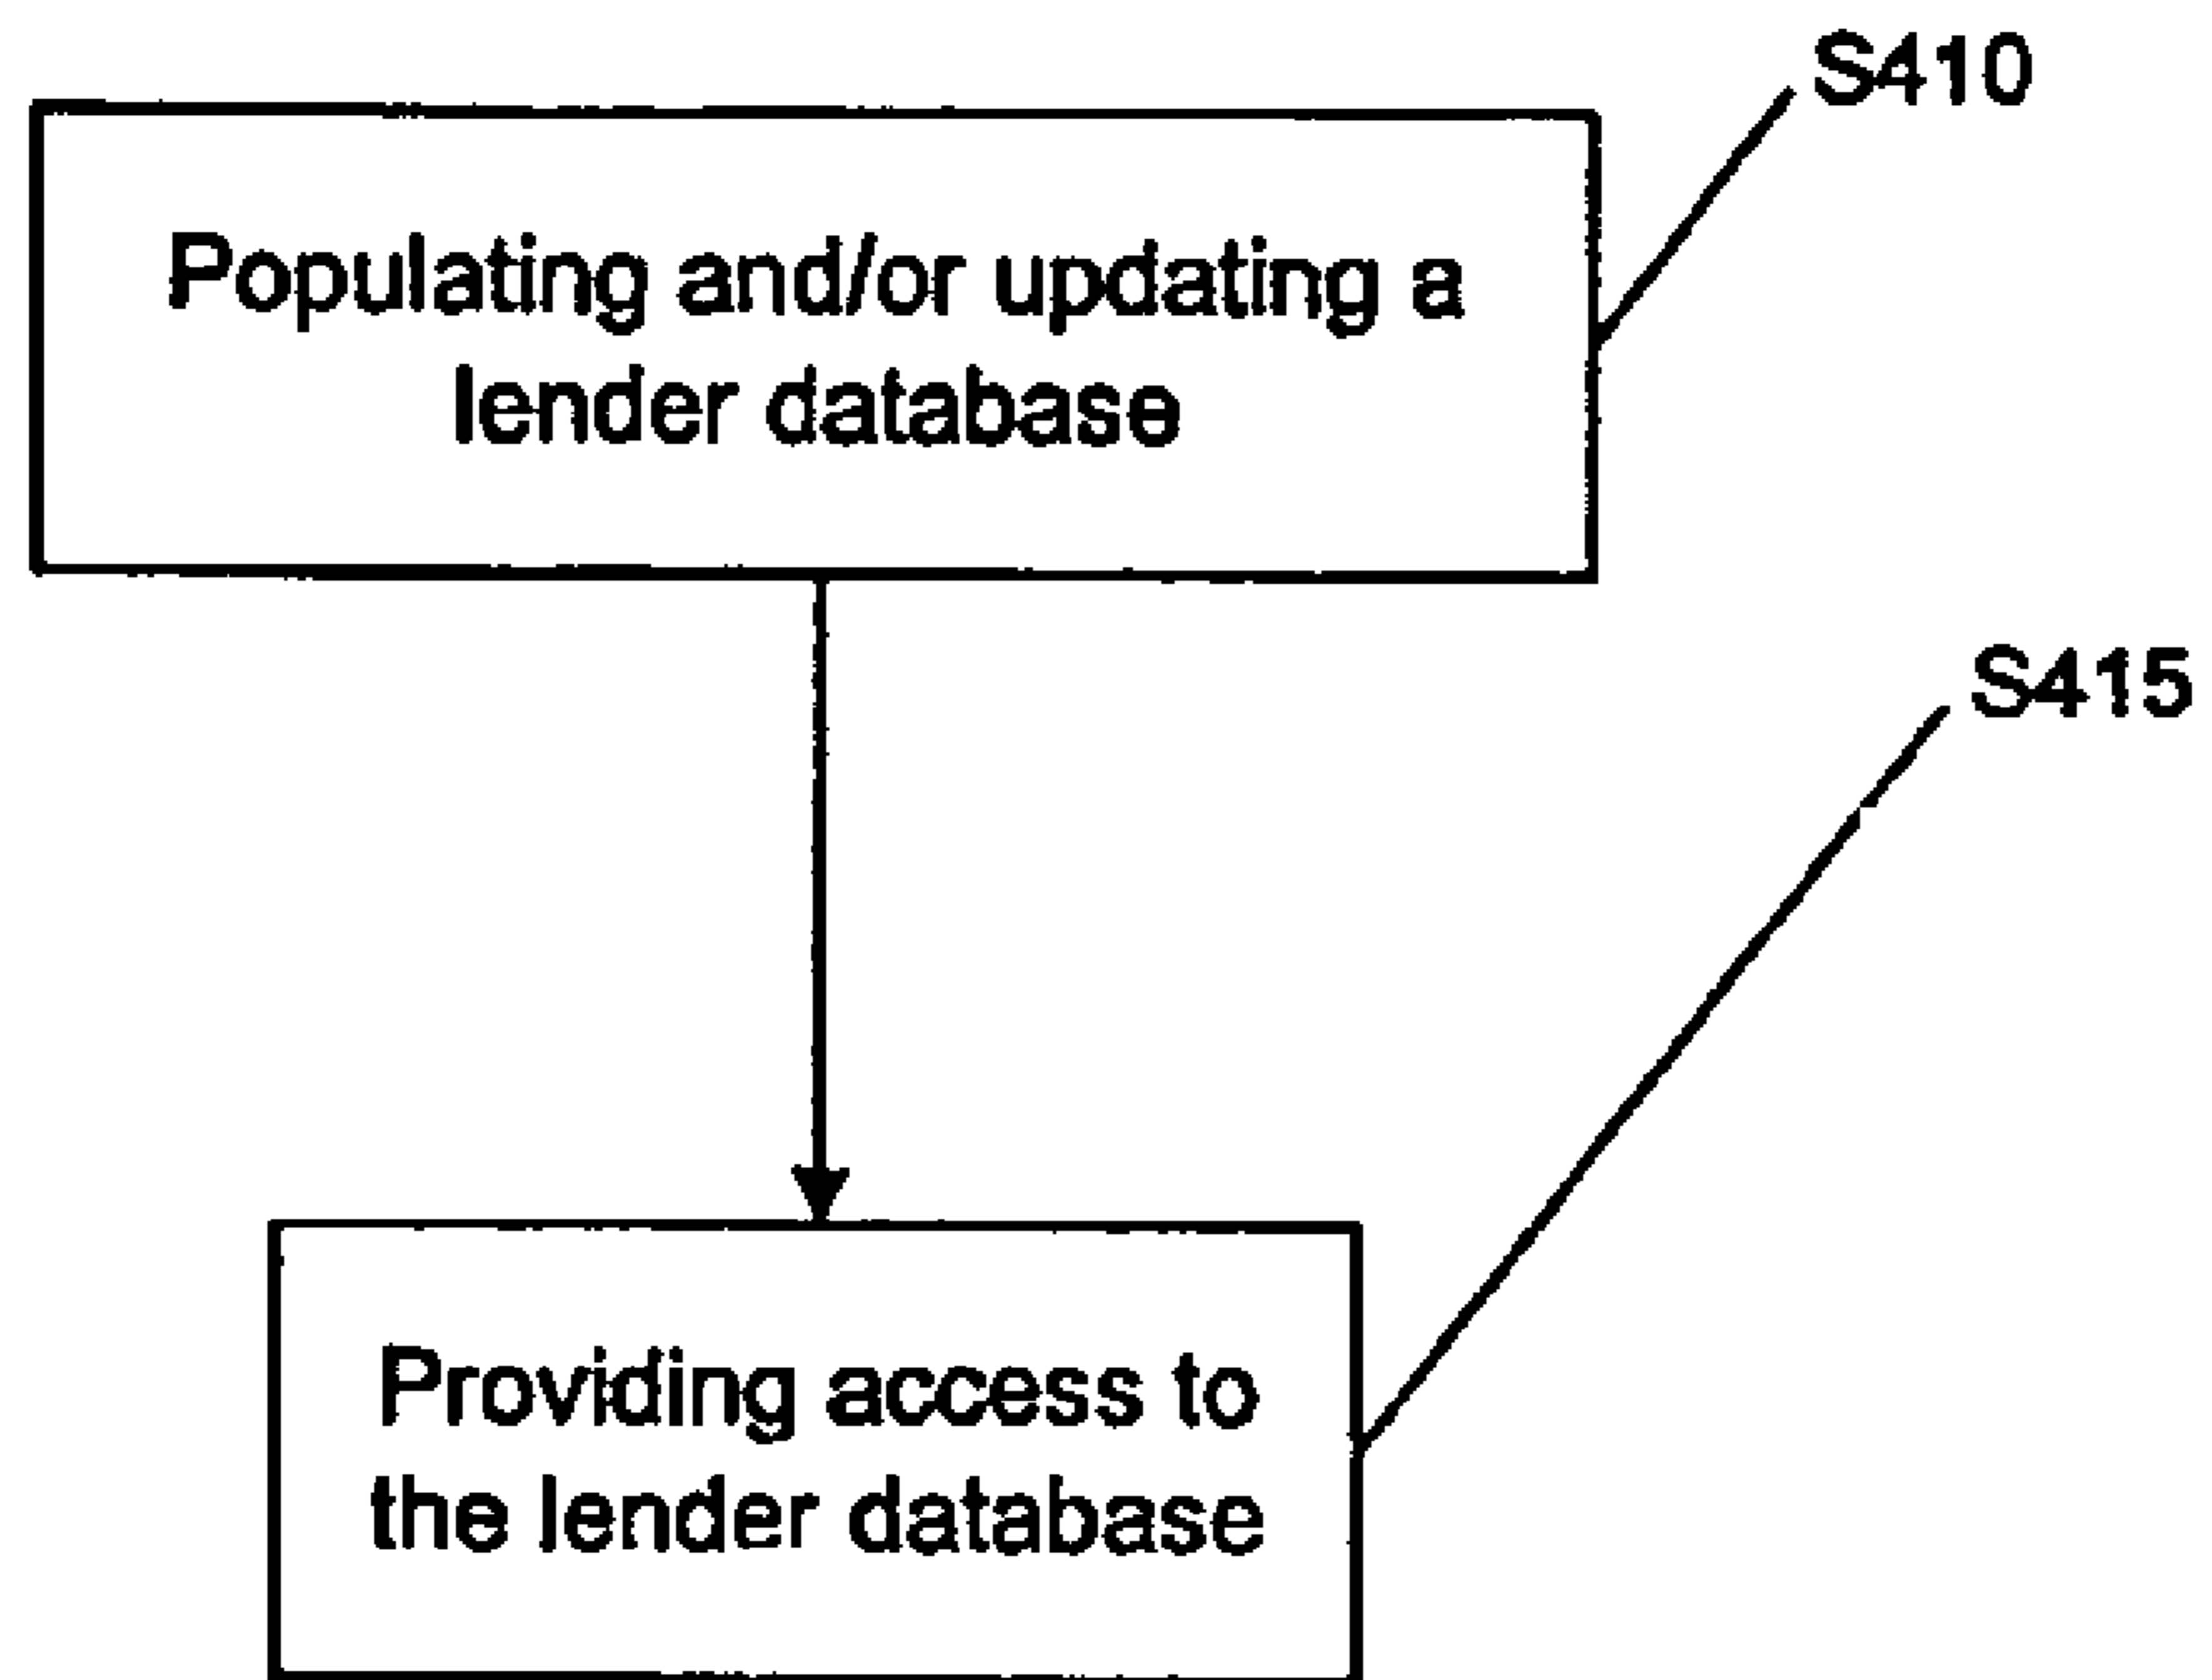 S410
Populating and/or updating a
lender database
S415
Providing access to
the lender database